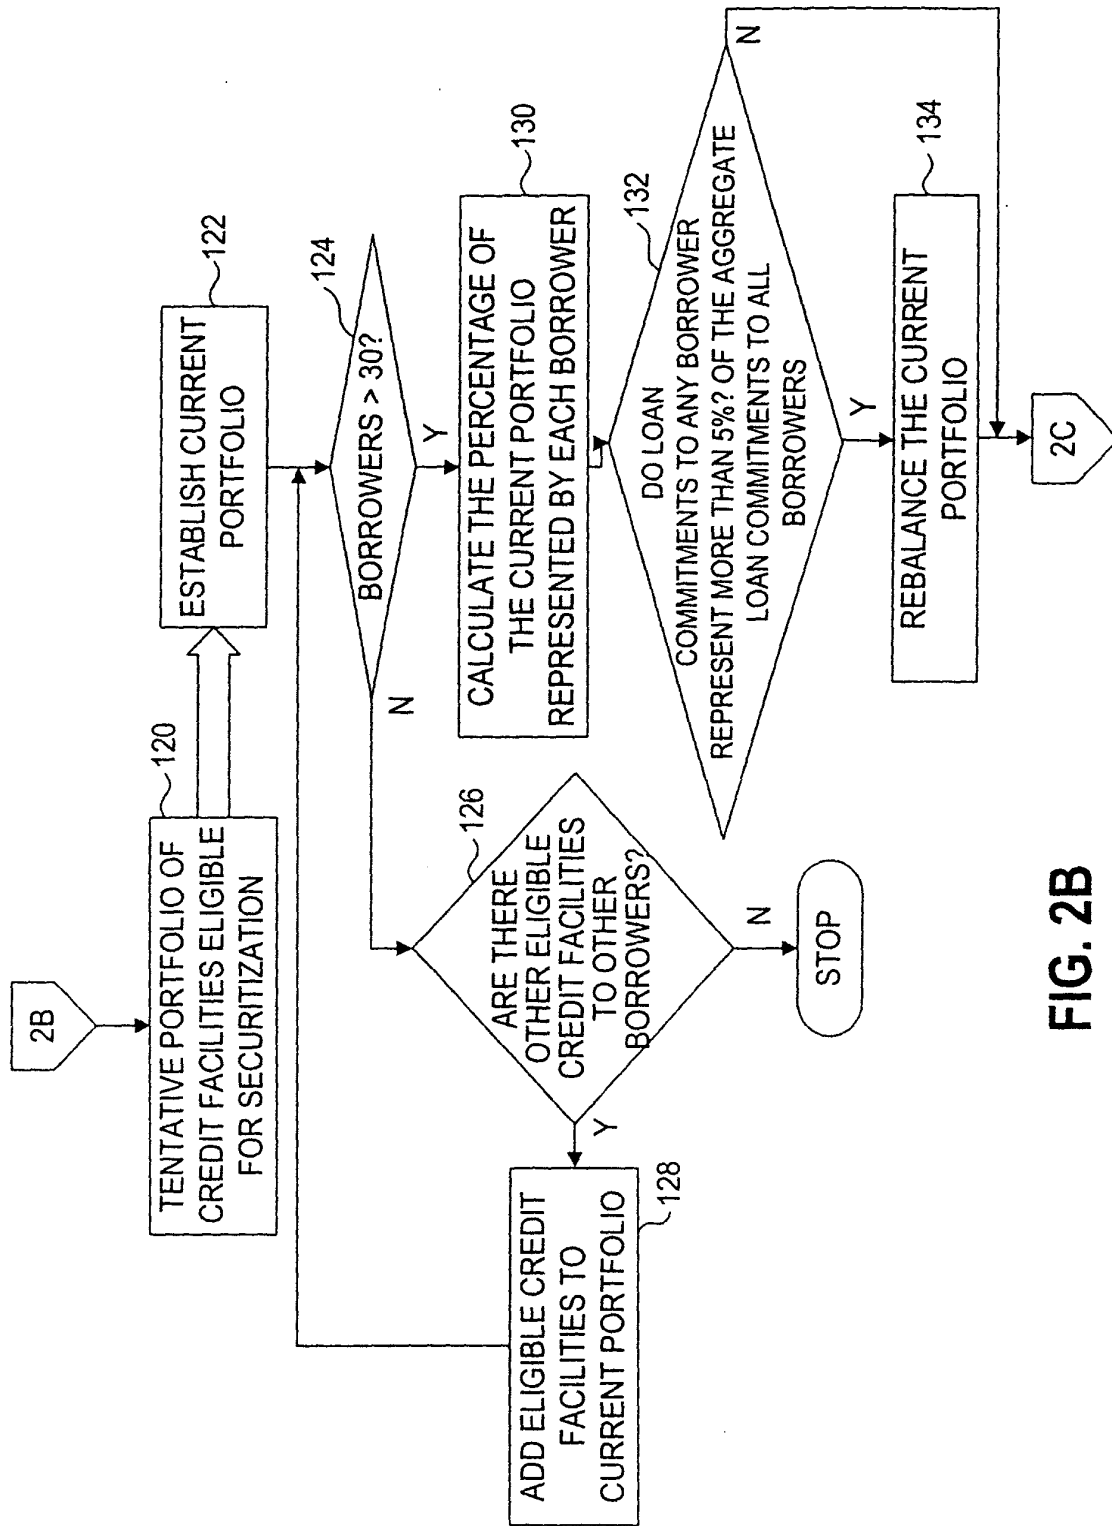 2B
TENTATIVE PORTFOLIO OF
CREDIT FACILITIES ELIGIBLE
FOR SECURITIZATION
120
ESTABLISH CURRENT
PORTFOLIO
122
BORROWERS > 30?
124
N
Y
ARE THERE
OTHER ELIGIBLE
CREDIT FACILITIES
TO OTHER
BORROWERS?
126
Y
N
ADD ELIGIBLE CREDIT
FACILITIES TO
CURRENT PORTFOLIO
128
STOP
CALCULATE THE PERCENTAGE OF
THE CURRENT PORTFOLIO
REPRESENTED BY EACH BORROWER
130
DO LOAN
COMMITMENTS TO ANY BORROWER
REPRESENT MORE THAN 5%? OF THE AGGREGATE
LOAN COMMITMENTS TO ALL
BORROWERS
132
N
Y
REBALANCE THE CURRENT
PORTFOLIO
134
2C
FIG. 2B